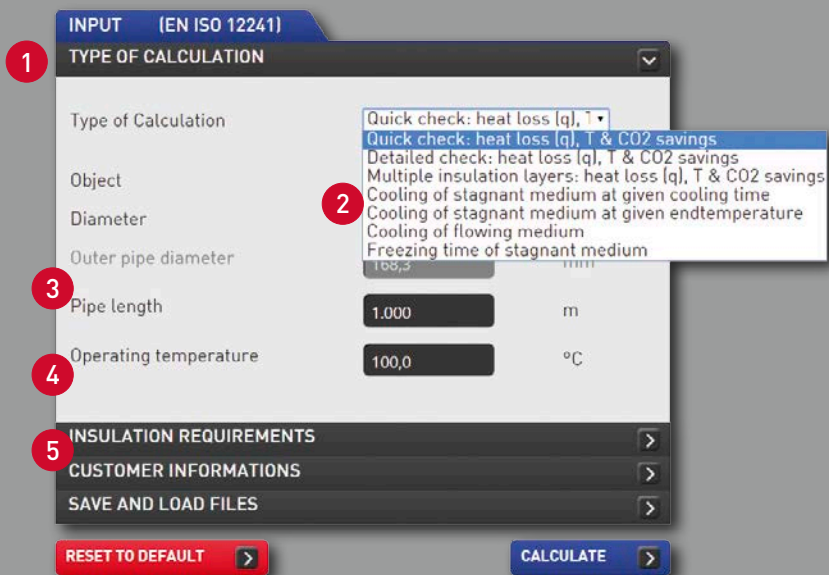 INPUT (EN ISO 12241)
1
TYPE OF CALCULATION
Type of Calculation
Quick check: heat loss (q),
Quick check: heat loss (q), T & CO2 savings
Detailed check: heat loss (q), T & CO2 savings
Multiple insulation layers: heat loss (q), T & CO2 savings
2
Cooling of stagnant medium at given cooling time
Cooling of stagnant medium at given endtemperature
Cooling of flowing medium
Freezing time of stagnant medium
Object
Diameter
Outer pipe diameter 168,3 mm
3
Pipe length 1.000 m
Operating temperature 100,0 °C
4
INSULATION REQUIREMENTS
5
CUSTOMER INFORMATIONS
SAVE AND LOAD FILES
RESET TO DEFAULT CALCULATE